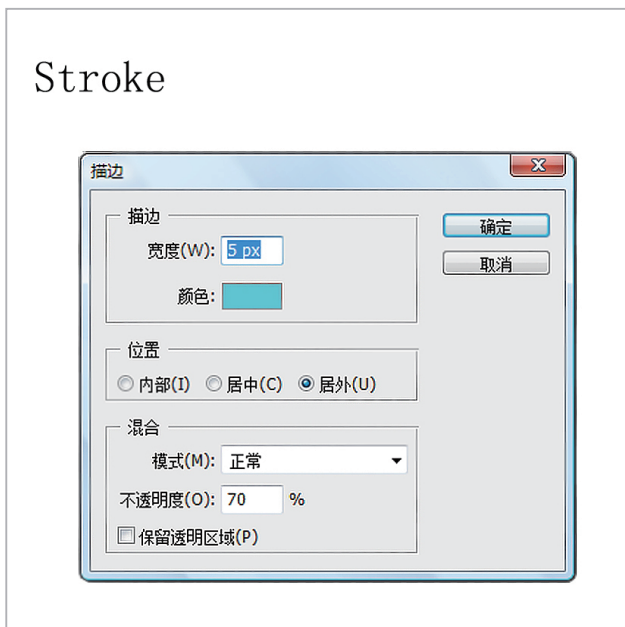 Stroke
描边
描边
宽度(W): 5 px
确定
颜色:
取消
位置
内部(I) 居中(C) 居外(U)
混合
模式(M): 正常
不透明度(O): 70 %
保留透明区域(P)